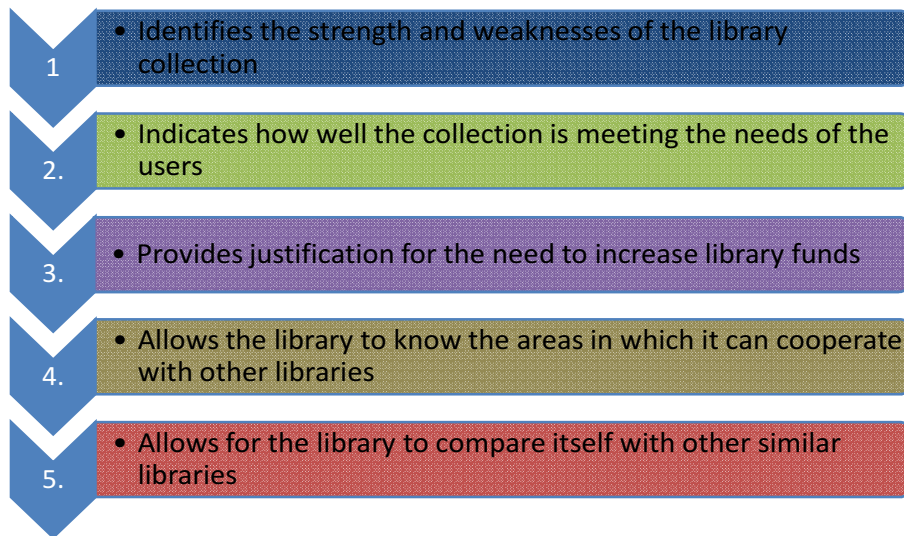 1
• Identifies the strength and weaknesses of the library
collection
2.
• Indicates how well the collection is meeting the needs of the
users
3.
• Provides justification for the need to increase library funds
4.
• Allows the library to know the areas in which it can cooperate
with other libraries
5.
• Allows for the library to compare itself with other similar
libraries